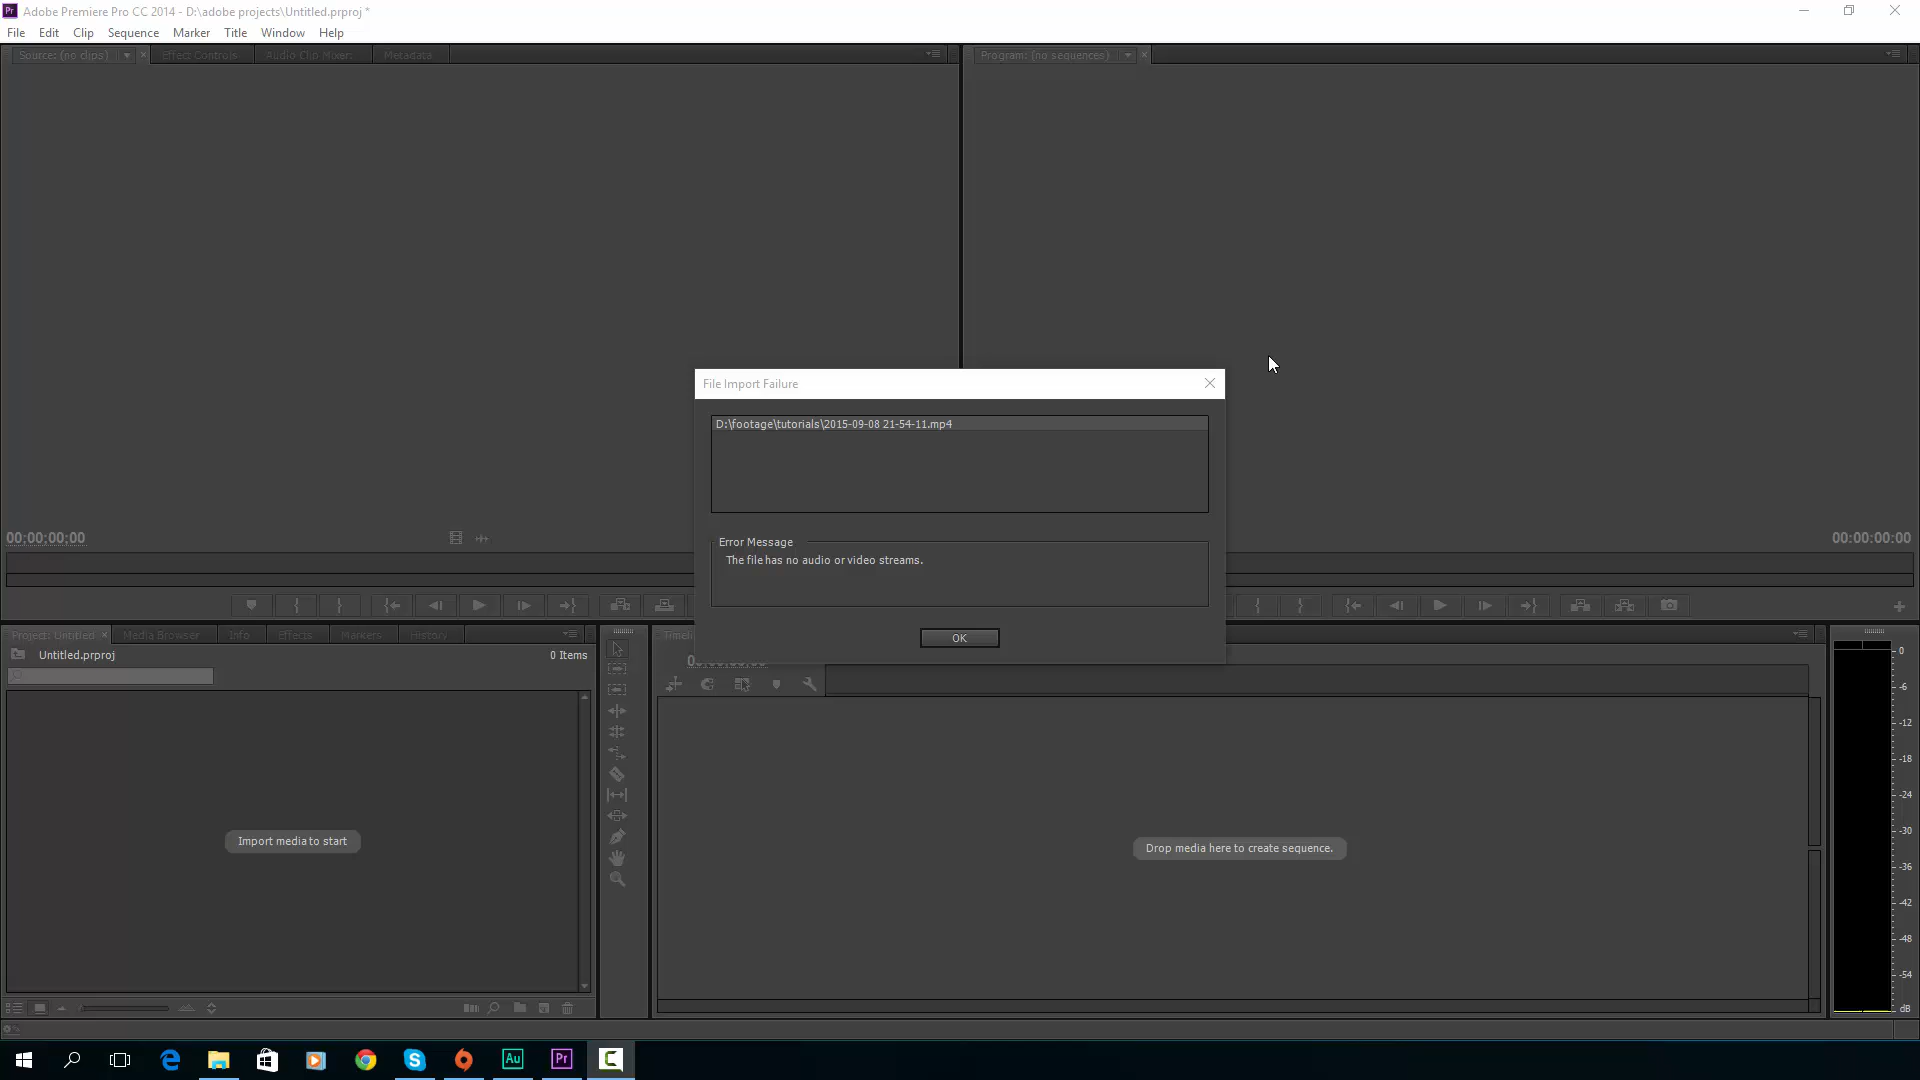 Adobe Premiere Pro CC 2014 - D:\adobe projects\Untitled.prproj *
File Edit Clip Sequence Marker Title Window Help
Source: (no clips) Effect Controls Audio Clip Mixer: Metadata
Program: (no sequences)
File Import Failure
D:\footage\tutorials\2015-09-08 21-54-11.mp4
Error Message
The file has no audio or video streams.
OK
00:00:00:00
00:00:00:00
Project: Untitled Media Browser Info Effects Markers History
Untitled.prproj
0 Items
Import media to start
Drop media here to create sequence.
0
-6
-12
-18
-24
-30
-36
-42
-48
-54
dB
Au
Pr